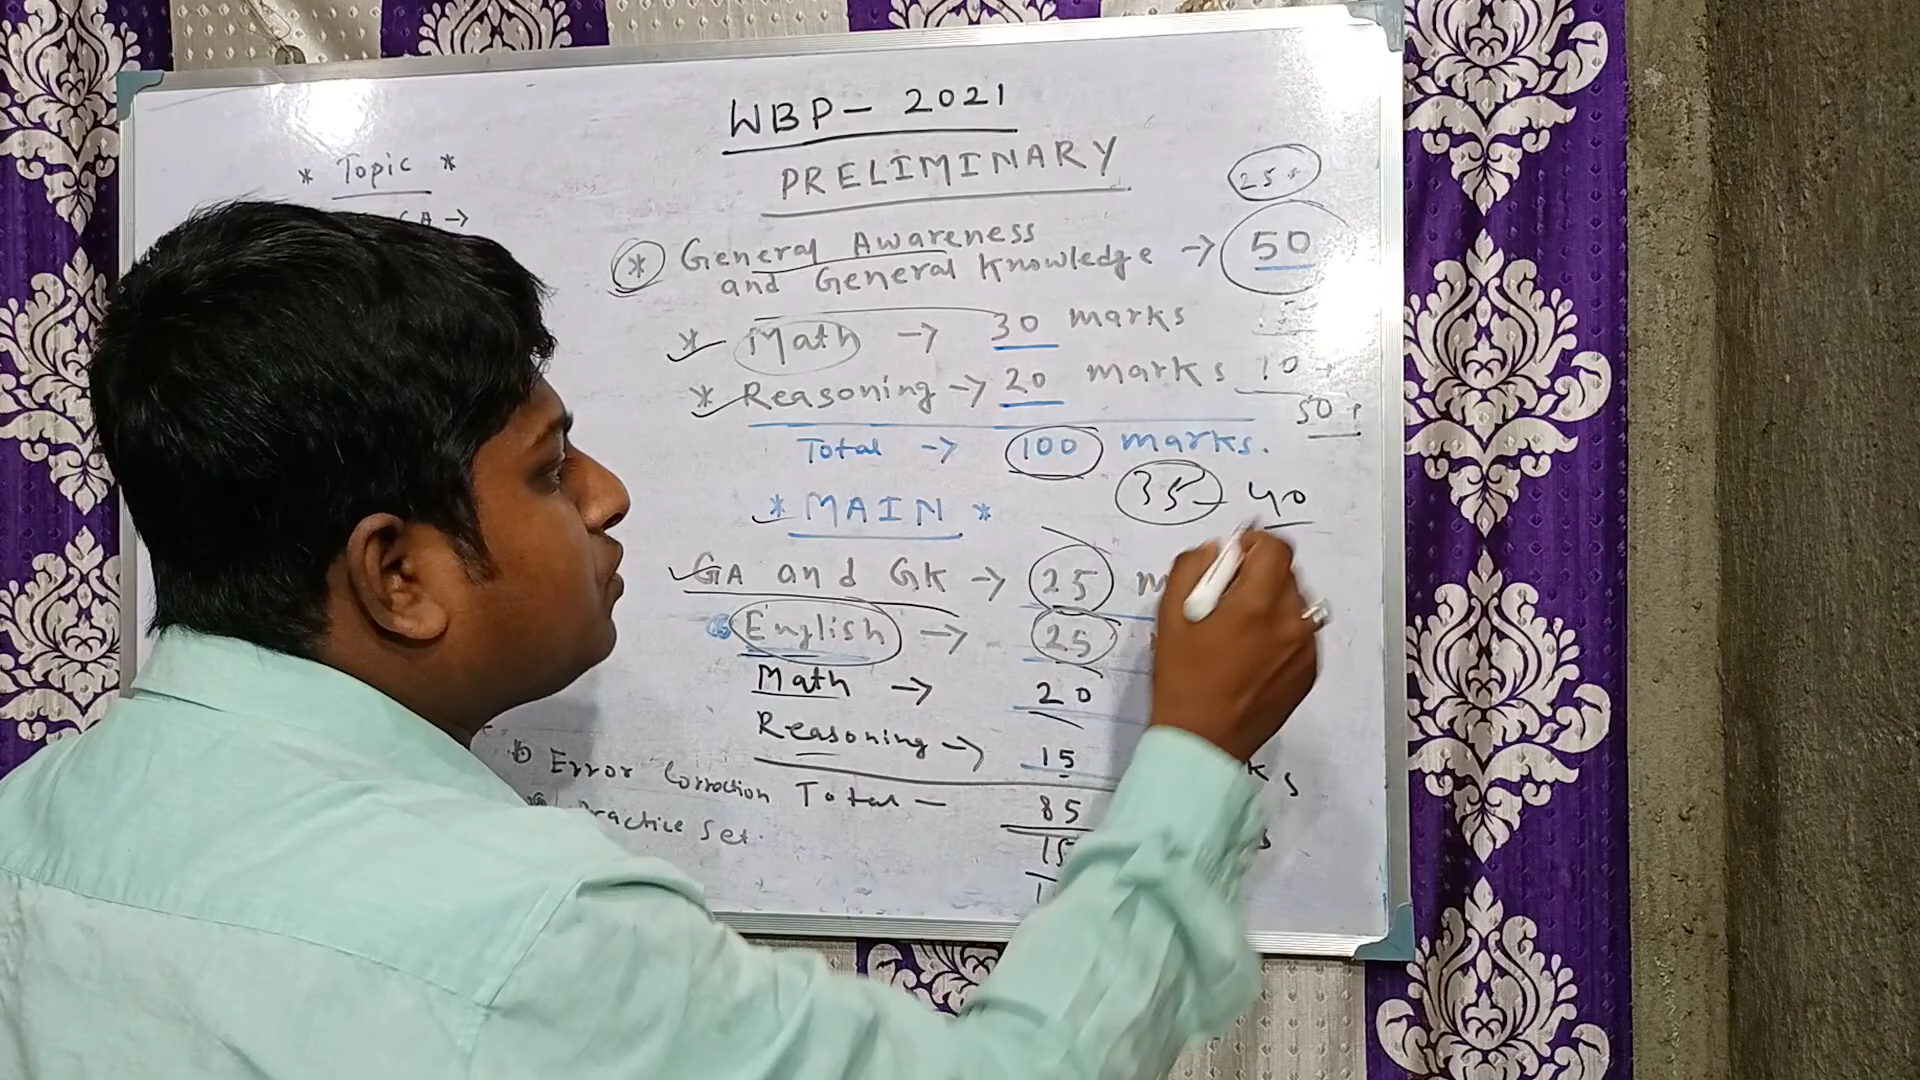 WBP - 2021
PRELIMINARY
* Topic *
GA →
25+
* General Awareness
and General Knowledge → 50
* Math → 30 marks
* Reasoning → 20 marks 10
50+
Total → 100 marks.
35 - 40
* MAIN *
GA and GK → 25
English → 25
Math → 20
Reasoning → 15
Total - 85
15
Error Correction
Practice Set.